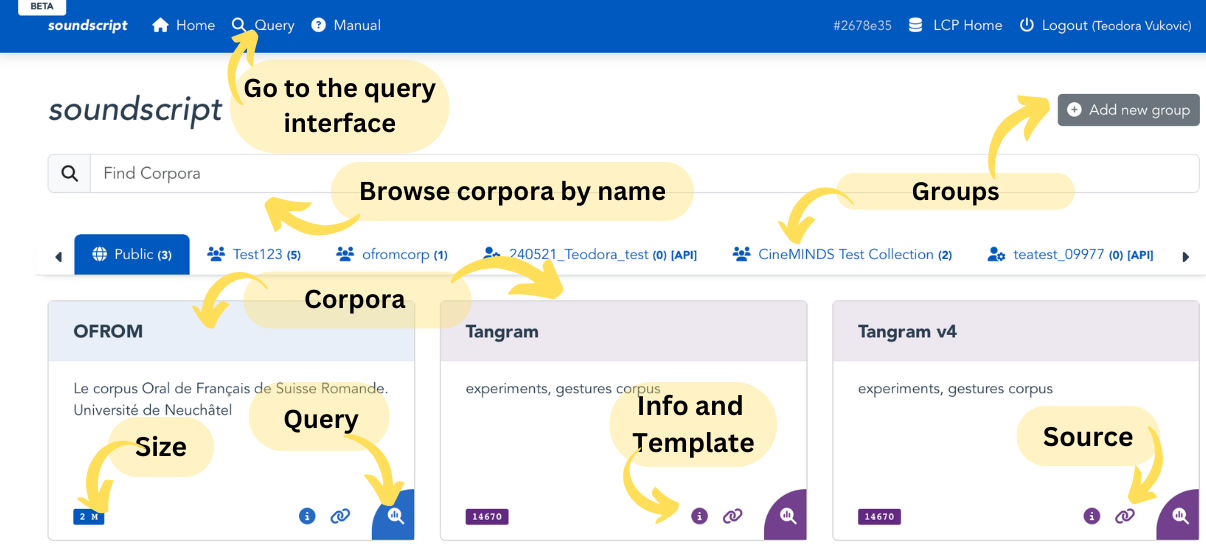 BETA
soundscript Home Query Manual #2678e35 LCP Home Logout (Teodora Vukovic)
Go to the query
interface
soundscript
Add new group
Find Corpora
Browse corpora by name
Groups
Public (3) Test123 (5) ofromcorp (1) 240521_Teodora_test (0) [API] CineMINDS Test Collection (2) teatest_09977 (0) [API]
Corpora
OFROM
Le corpus Oral de Français de Suisse Romande.
Université de Neuchâtel
Query
Size
2 M
Tangram
experiments, gestures corpus
Info and
Template
14670
Tangram v4
experiments, gestures corpus
Source
14670